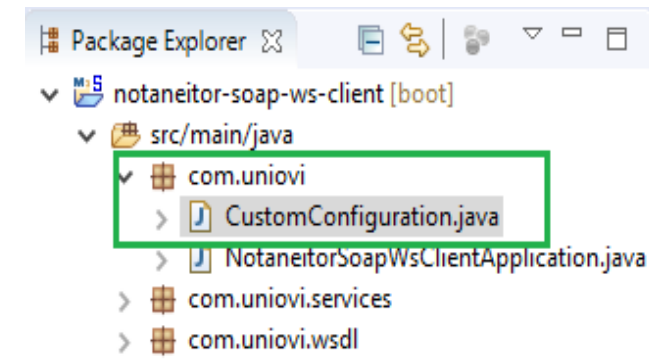 Package Explorer
notaneitor-soap-ws-client [boot]
src/main/java
com.uniovi
CustomConfiguration.java
NotaneitorSoapWsClientApplication.java
com.uniovi.services
com.uniovi.wsdl